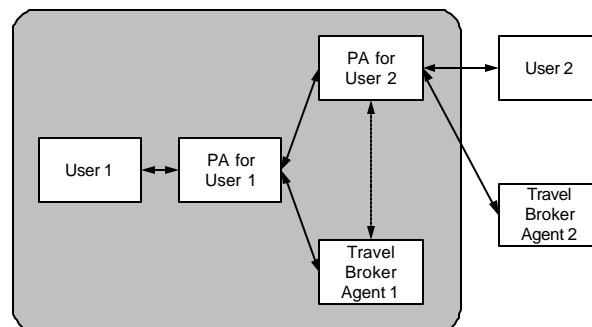 PA for
User 2
User 2
User 1
PA for
User 1
Travel
Broker
Agent 2
Travel
Broker
Agent 1